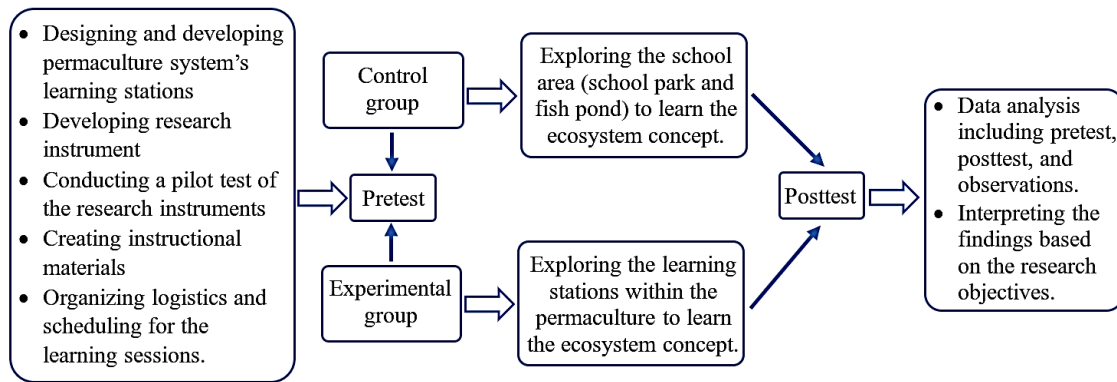 • Designing and developing
permaculture system's
learning stations
• Developing research
instrument
• Conducting a pilot test of
the research instruments
• Creating instructional
materials
• Organizing logistics and
scheduling for the
learning sessions.
Control
group
Pretest
Experimental
group
Exploring the school
area (school park and
fish pond) to learn the
ecosystem concept.
Exploring the learning
stations within the
permaculture to learn
the ecosystem concept.
Posttest
• Data analysis
including pretest,
posttest, and
observations.
• Interpreting the
findings based
on the research
objectives.